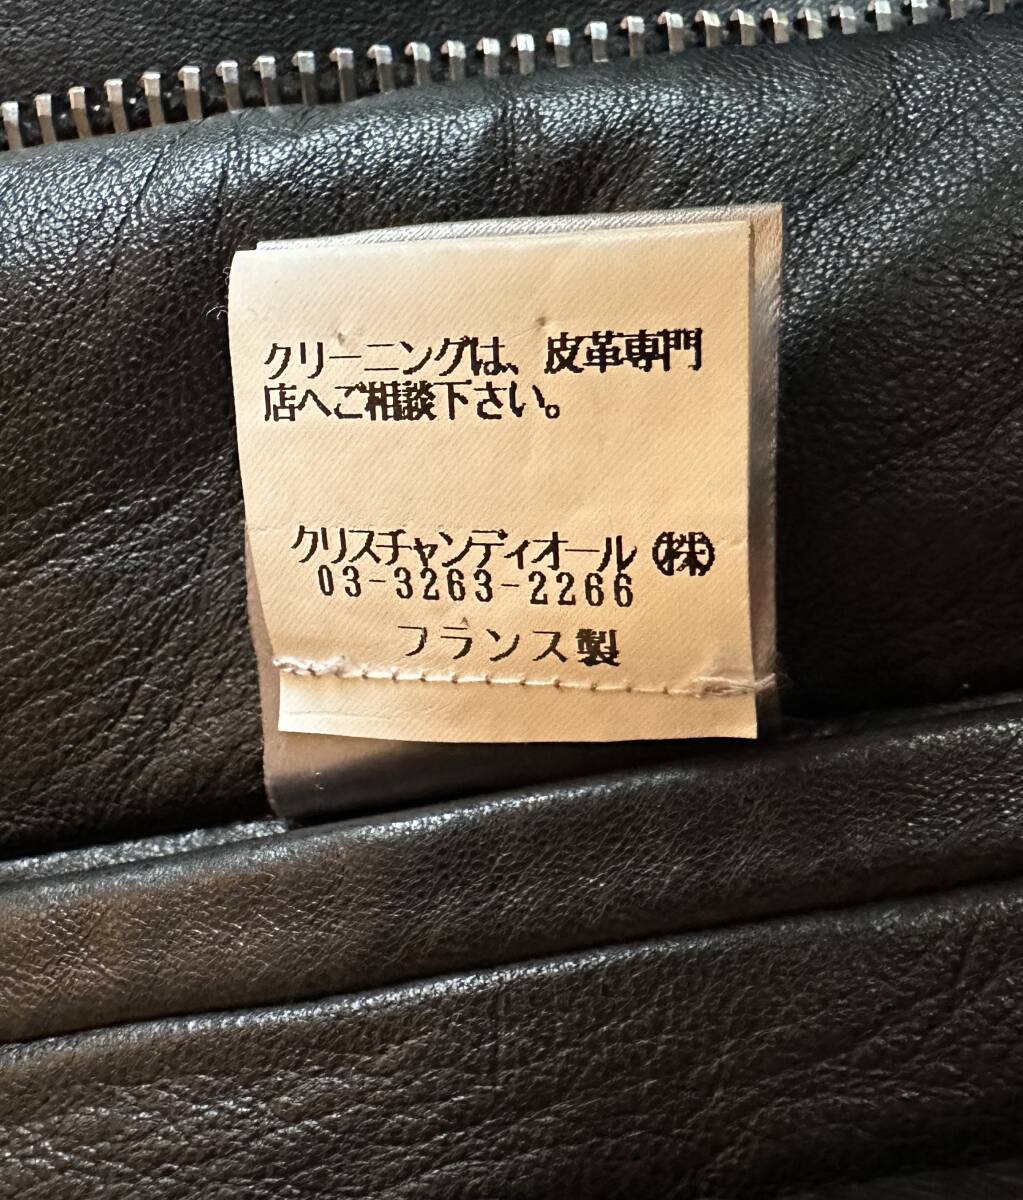 クリーニングは、皮革専門
店へご相談下さい。
クリスチャンディオール㈱
03-3263-2266
フランス製